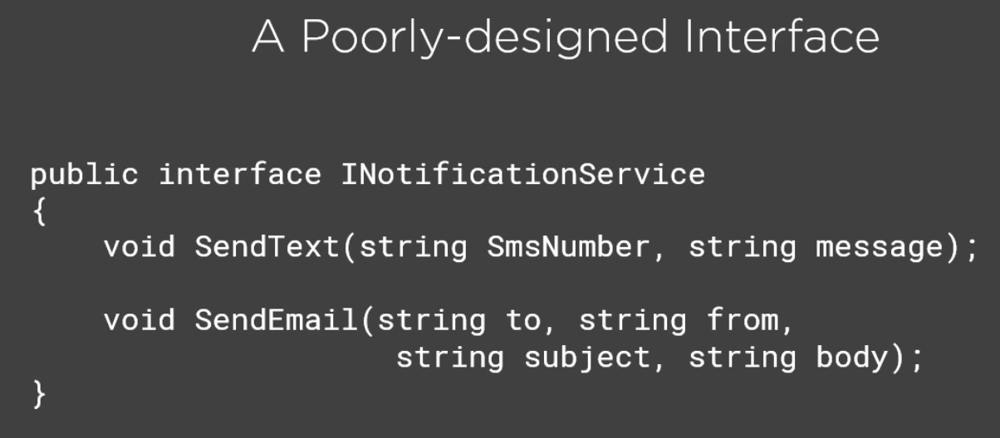 A Poorly-designed Interface
public interface INotificationService
{
    void SendText(string SmsNumber, string message);
    void SendEmail(string to, string from,
                    string subject, string body);
}